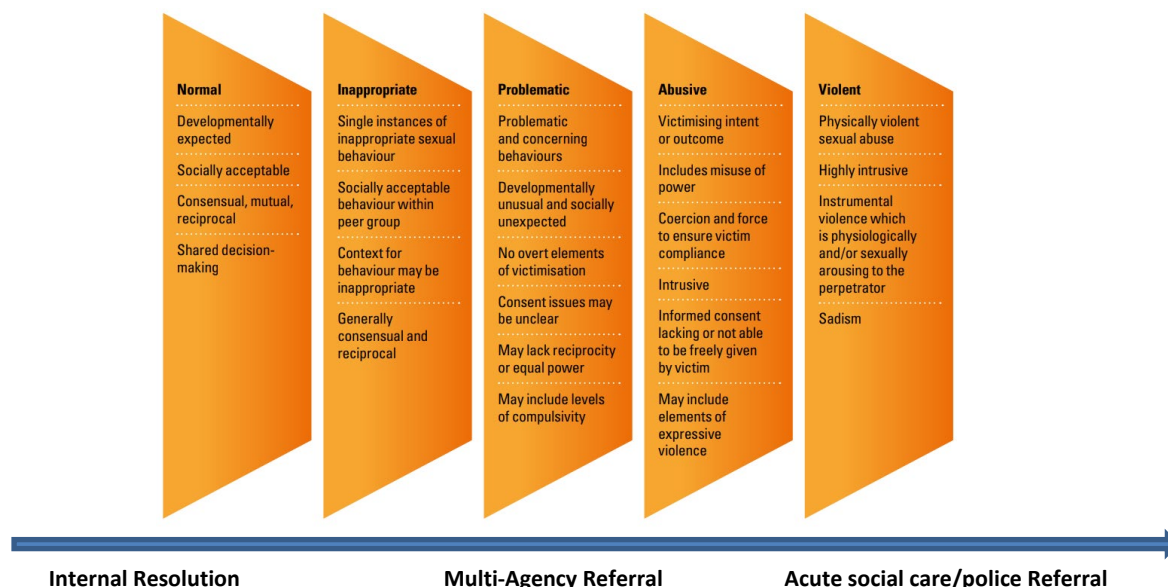 Normal
Developmentally
expected
Socially acceptable
Consensual, mutual,
reciprocal
Shared decision-
making
Inappropriate
Single instances of
inappropriate sexual
behaviour
Socially acceptable
behaviour within
peer group
Context for
behaviour may be
inappropriate
Generally
consensual and
reciprocal
Problematic
Problematic
and concerning
behaviours
Developmentally
unusual and socially
unexpected
No overt elements
of victimisation
Consent issues may
be unclear
May lack reciprocity
or equal power
May include levels
of compulsivity
Abusive
Victimising intent
or outcome
Includes misuse of
power
Coercion and force
to ensure victim
compliance
Intrusive
Informed consent
lacking or not able
to be freely given
by victim
May include
elements of
expressive
violence
Violent
Physically violent
sexual abuse
Highly intrusive
Instrumental
violence which
is physiologically
and/or sexually
arousing to the
perpetrator
Sadism
Internal Resolution
Multi-Agency Referral
Acute social care/police Referral